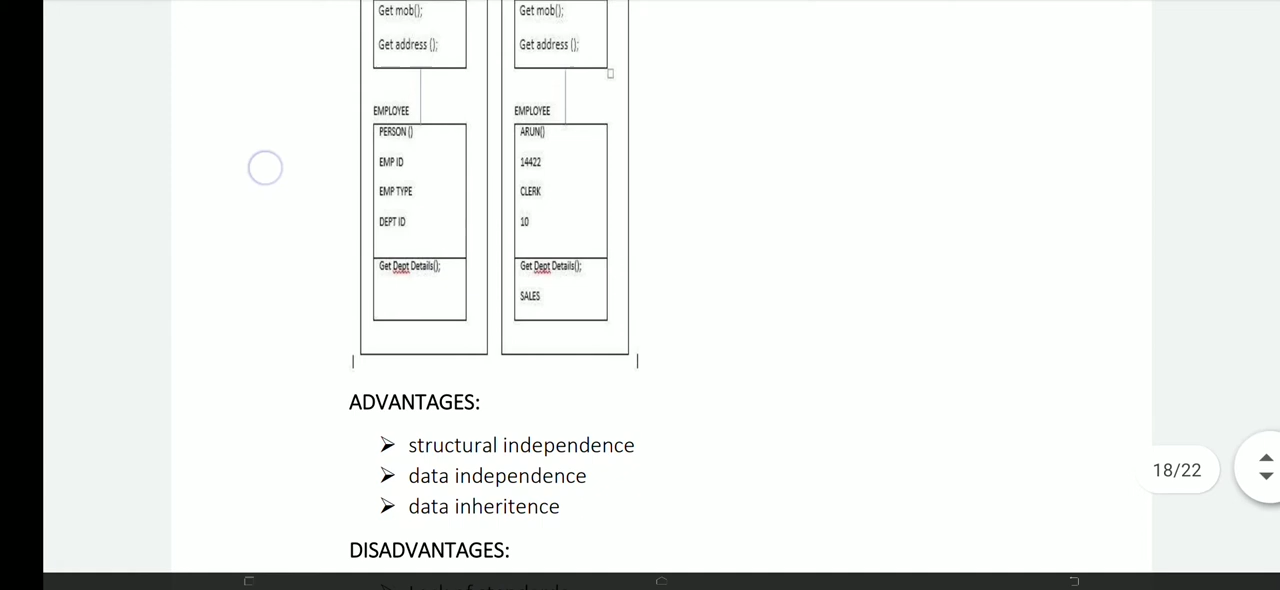 Get mob();
Get address ();
EMPLOYEE
PERSON ()
EMP ID
EMP TYPE
DEPT ID
Get Dept Details();
Get mob();
Get address ();
EMPLOYEE
ARUN()
14422
CLERK
10
Get Dept Details();
SALES
ADVANTAGES:
➢ structural independence
➢ data independence
➢ data inheritence
DISADVANTAGES:
18/22